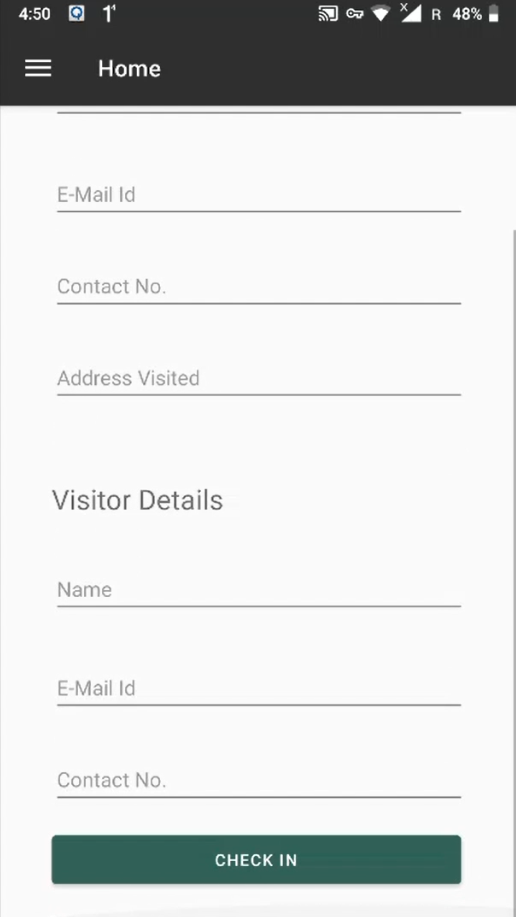 4:50 R 48%
Home
E-Mail Id
Contact No.
Address Visited
Visitor Details
Name
E-Mail Id
Contact No.
CHECK IN